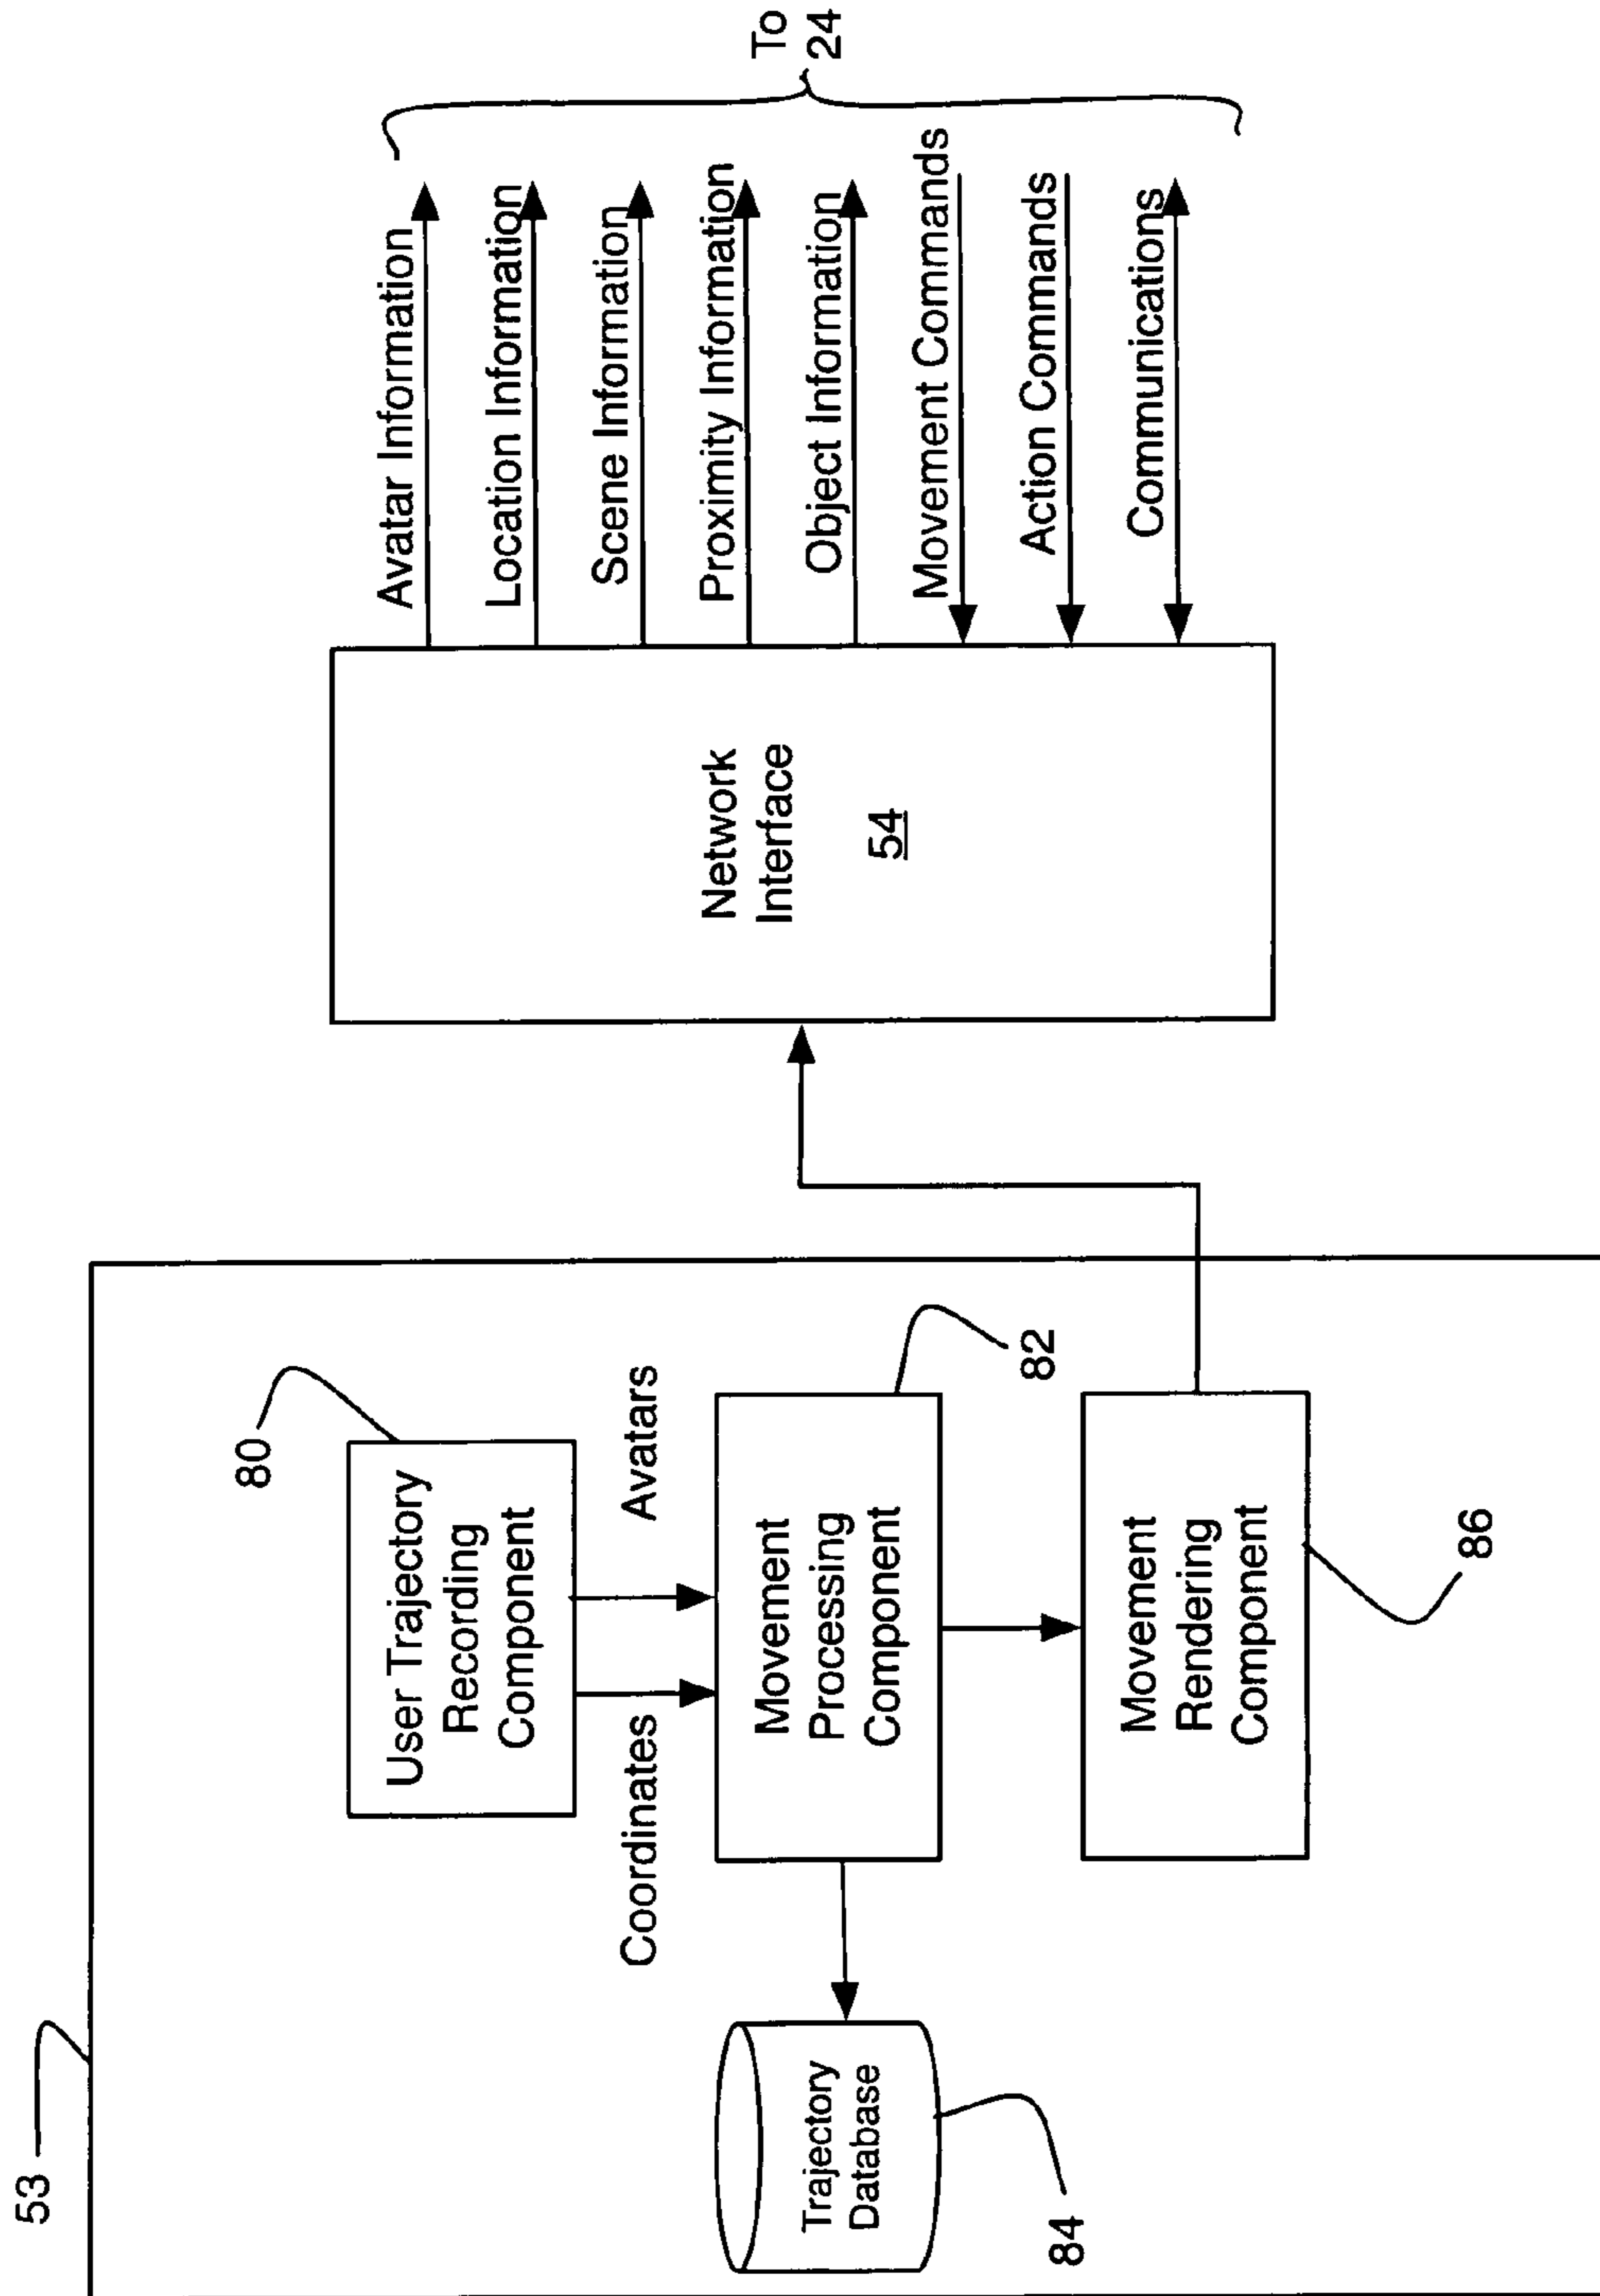 53
80
User Trajectory
Recording
Component
Coordinates
Avatars
Trajectory
Database
84
Movement
Processing
Component
82
Movement
Rendering
Component
86
Network
Interface
54
Avatar Information
Location Information
Scene Information
Proximity Information
Object Information
Movement Commands
Action Commands
Communications
To
24